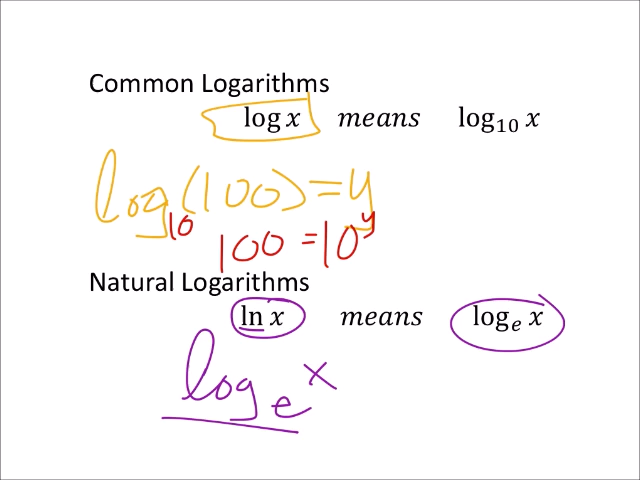 Common Logarithms
log x means log₁₀ x
log₁₀(100) = y
100 = 10^y
Natural Logarithms
ln x means logₑ x
logₑ x